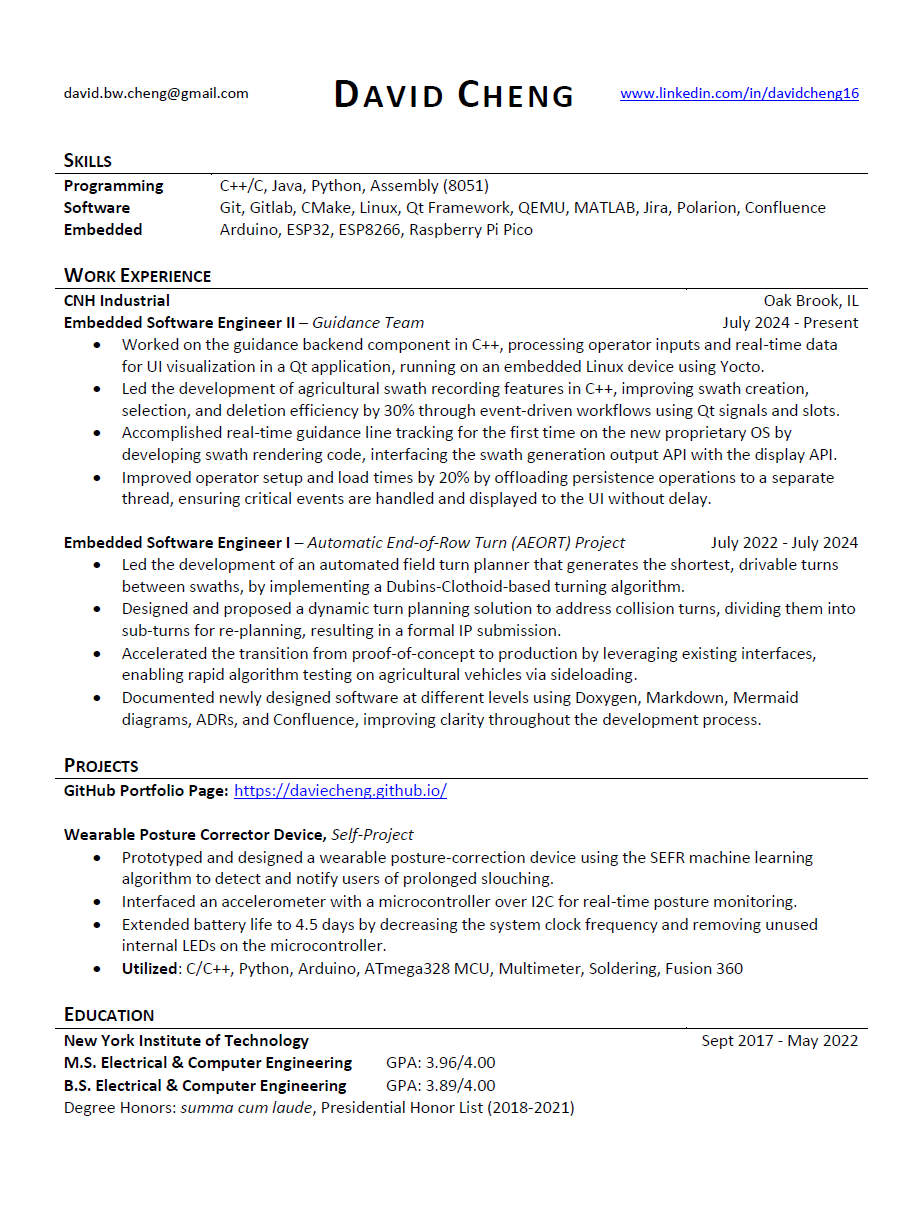 david.bw.cheng@gmail.com DAVID CHENG www.linkedin.com/in/davidcheng16
SKILLS
Programming C++/C, Java, Python, Assembly (8051)
Software Git, Gitlab, CMake, Linux, Qt Framework, QEMU, MATLAB, Jira, Polarion, Confluence
Embedded Arduino, ESP32, ESP8266, Raspberry Pi Pico
WORK EXPERIENCE
CNH Industrial Oak Brook, IL
Embedded Software Engineer II – Guidance Team July 2024 - Present
• Worked on the guidance backend component in C++, processing operator inputs and real-time data
for UI visualization in a Qt application, running on an embedded Linux device using Yocto.
• Led the development of agricultural swath recording features in C++, improving swath creation,
selection, and deletion efficiency by 30% through event-driven workflows using Qt signals and slots.
• Accomplished real-time guidance line tracking for the first time on the new proprietary OS by
developing swath rendering code, interfacing the swath generation output API with the display API.
• Improved operator setup and load times by 20% by offloading persistence operations to a separate
thread, ensuring critical events are handled and displayed to the UI without delay.
Embedded Software Engineer I – Automatic End-of-Row Turn (AEORT) Project July 2022 - July 2024
• Led the development of an automated field turn planner that generates the shortest, drivable turns
between swaths, by implementing a Dubins-Clothoid-based turning algorithm.
• Designed and proposed a dynamic turn planning solution to address collision turns, dividing them into
sub-turns for re-planning, resulting in a formal IP submission.
• Accelerated the transition from proof-of-concept to production by leveraging existing interfaces,
enabling rapid algorithm testing on agricultural vehicles via sideloading.
• Documented newly designed software at different levels using Doxygen, Markdown, Mermaid
diagrams, ADRs, and Confluence, improving clarity throughout the development process.
PROJECTS
GitHub Portfolio Page: https://daviecheng.github.io/
Wearable Posture Corrector Device, Self-Project
• Prototyped and designed a wearable posture-correction device using the SEFR machine learning
algorithm to detect and notify users of prolonged slouching.
• Interfaced an accelerometer with a microcontroller over I2C for real-time posture monitoring.
• Extended battery life to 4.5 days by decreasing the system clock frequency and removing unused
internal LEDs on the microcontroller.
• Utilized: C/C++, Python, Arduino, ATmega328 MCU, Multimeter, Soldering, Fusion 360
EDUCATION
New York Institute of Technology Sept 2017 - May 2022
M.S. Electrical & Computer Engineering GPA: 3.96/4.00
B.S. Electrical & Computer Engineering GPA: 3.89/4.00
Degree Honors: summa cum laude, Presidential Honor List (2018-2021)